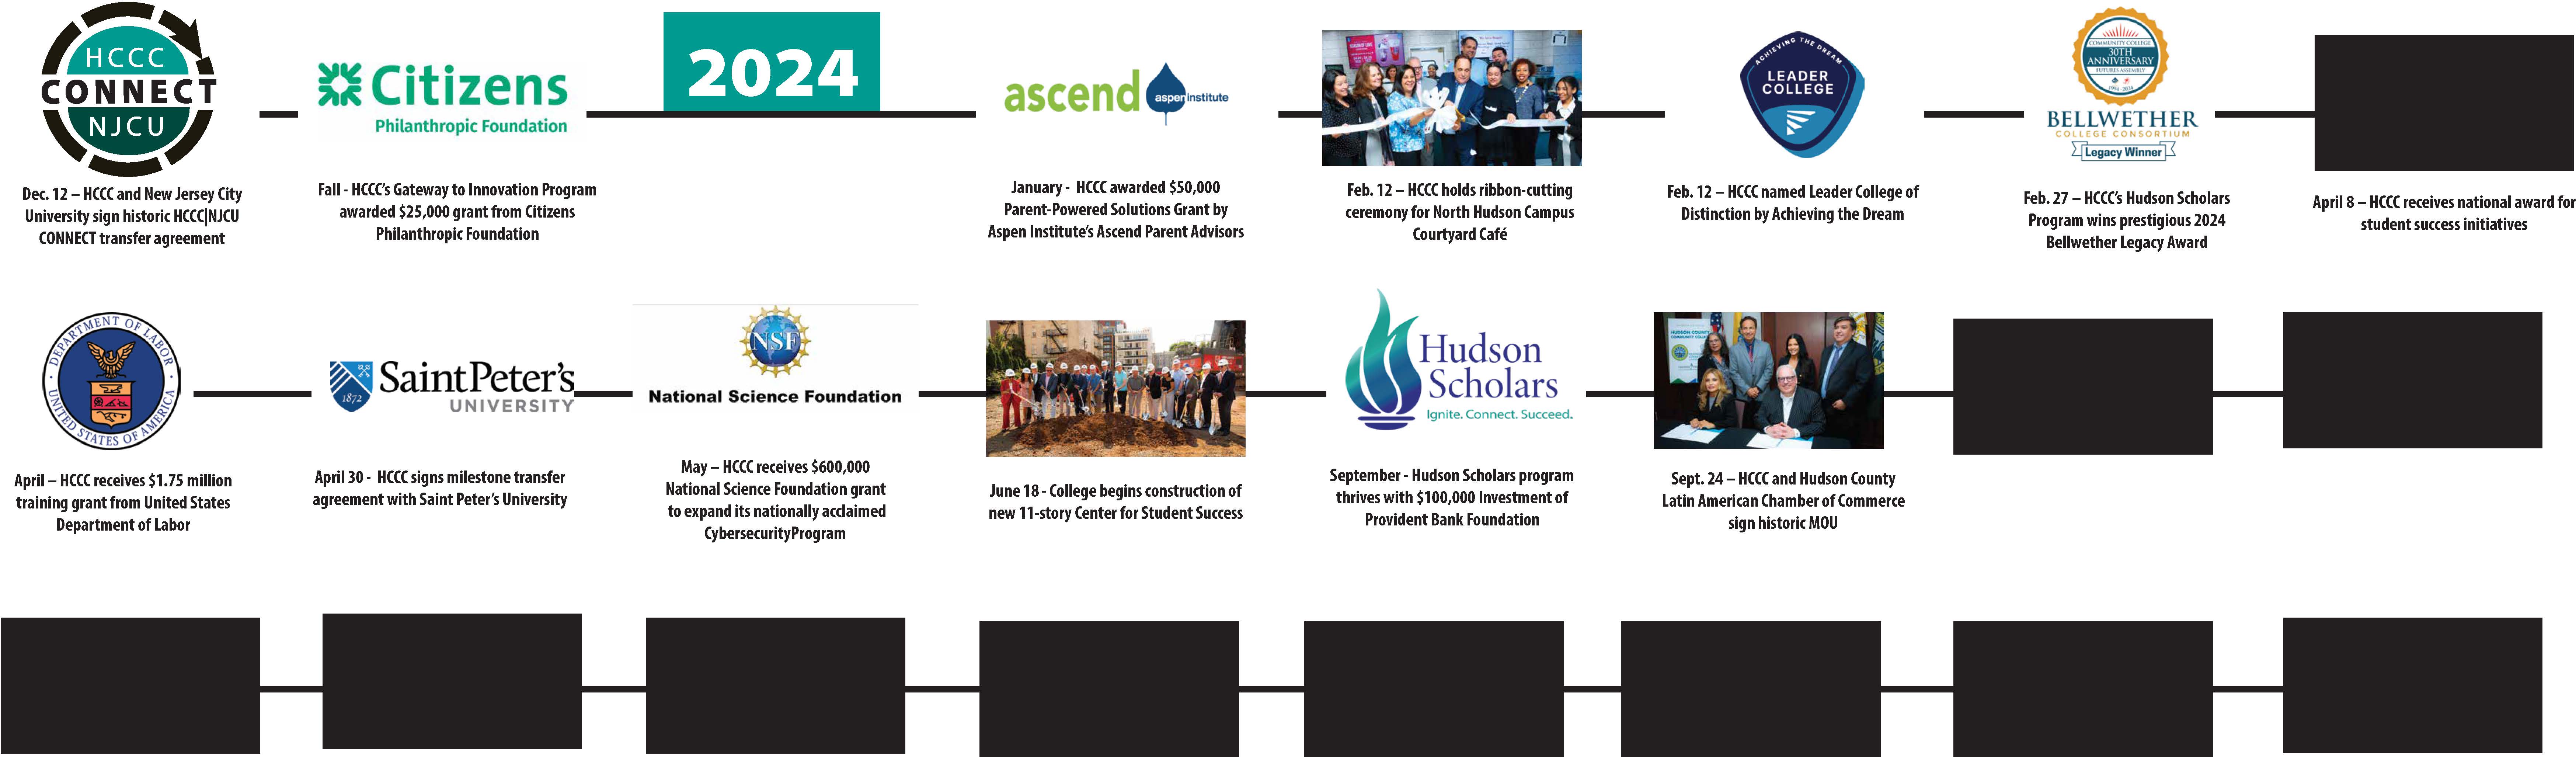 HCCC
CONNECT
NJCU
Dec. 12 – HCCC and New Jersey City
University sign historic HCCC|NJCU
CONNECT transfer agreement
Citizens
Philanthropic Foundation
Fall - HCCC’s Gateway to Innovation Program
awarded $25,000 grant from Citizens
Philanthropic Foundation
2024
ascend
aspen institute
January - HCCC awarded $50,000
Parent-Powered Solutions Grant by
Aspen Institute’s Ascend Parent Advisors
Feb. 12 – HCCC holds ribbon-cutting
ceremony for North Hudson Campus
Courtyard Café
ACHIEVING THE DREAM
LEADER
COLLEGE
Feb. 12 – HCCC named Leader College of
Distinction by Achieving the Dream
COMMUNITY COLLEGE
30TH
ANNIVERSARY
FUTURES ASSEMBLY
1994-2024
BELLWETHER
COLLEGE CONSORTIUM
Legacy Winner
Feb. 27 – HCCC’s Hudson Scholars
Program wins prestigious 2024
Bellwether Legacy Award
April 8 – HCCC receives national award for
student success initiatives
DEPARTMENT OF LABOR
UNITED STATES OF AMERICA
April – HCCC receives $1.75 million
training grant from United States
Department of Labor
1872
Saint Peter’s
UNIVERSITY
April 30 - HCCC signs milestone transfer
agreement with Saint Peter’s University
NSF
National Science Foundation
May – HCCC receives $600,000
National Science Foundation grant
to expand its nationally acclaimed
CybersecurityProgram
June 18 - College begins construction of
new 11-story Center for Student Success
Hudson
Scholars
Ignite. Connect. Succeed.
September - Hudson Scholars program
thrives with $100,000 Investment of
Provident Bank Foundation
HUDSON COUNTY
COMMUNITY COLLEGE
Sept. 24 – HCCC and Hudson County
Latin American Chamber of Commerce
sign historic MOU